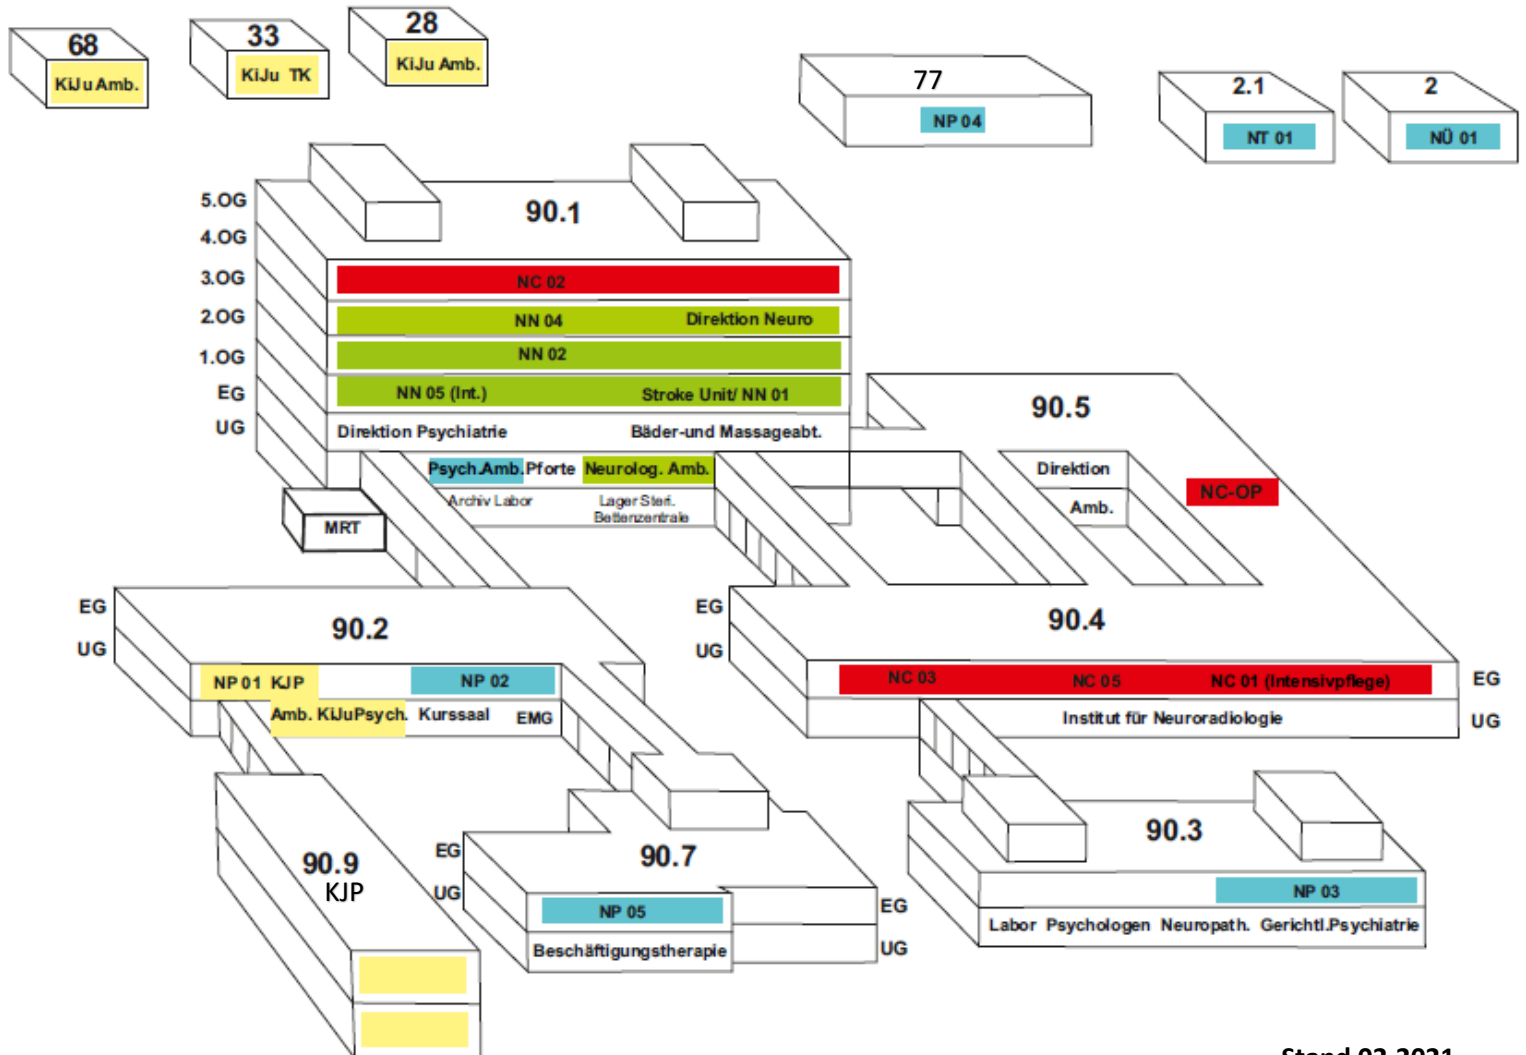 68
KiJu Amb.
33
KiJu TK
28
KiJu Amb.
77
NP 04
2.1
NT 01
2
NÜ 01
90.1
5.OG
4.OG
3.OG
2.OG
1.OG
EG
UG
NC 02
NN 04 Direktion Neuro
NN 02
NN 05 (Int.) Stroke Unit/ NN 01
Direktion Psychiatrie Bäder-und Massageabt.
Psych.Amb. Pforte Neurolog. Amb.
Archiv Labor Lager Steri.
Bettenzentrale
MRT
90.5
Direktion
Amb.
NC-OP
EG
UG
90.2
NP 01 KJP NP 02
Amb. KiJuPsych. Kurssaal EMG
EG
UG
90.4
NC 03 NC 05 NC 01 (Intensivpflege) EG
Institut für Neuroradiologie UG
90.9
KJP
EG
UG
90.7
NP 05 EG
Beschäftigungstherapie UG
90.3
NP 03
Labor Psychologen Neuropath. Gerichtl.Psychiatrie
Stand 03-2021